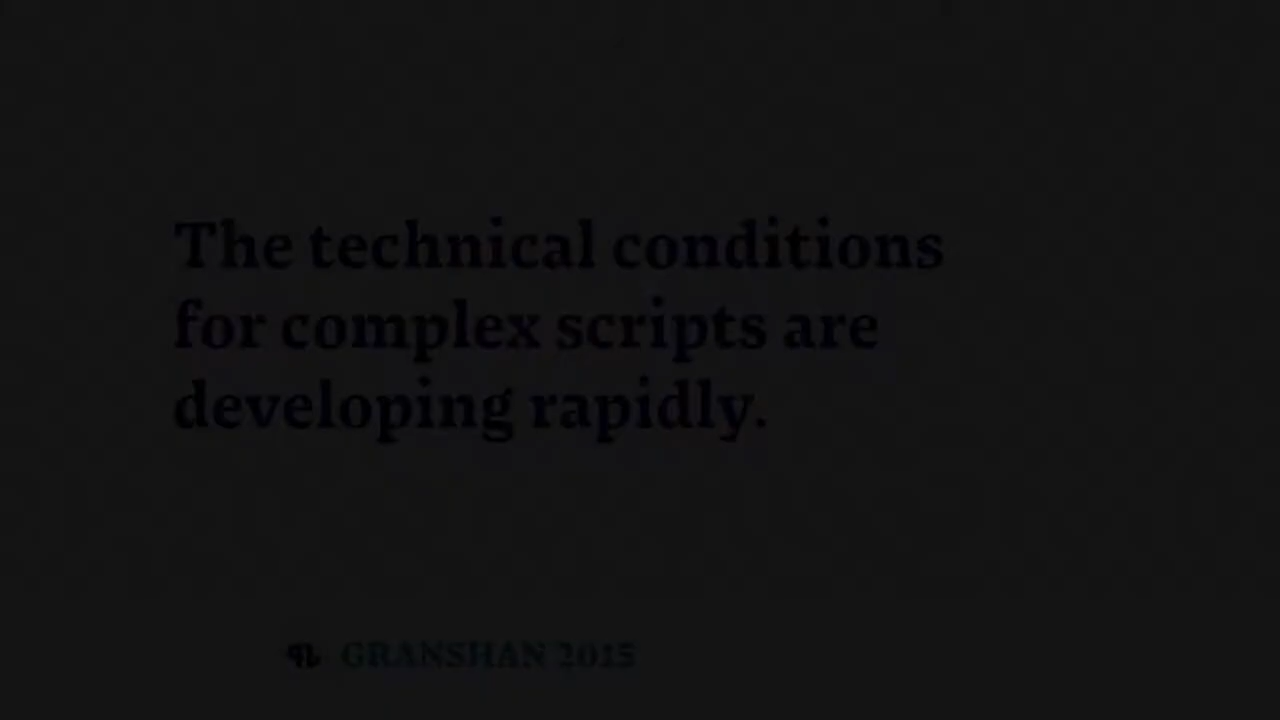 The technical conditions
for complex scripts are
developing rapidly.
GRANSHAN 2015